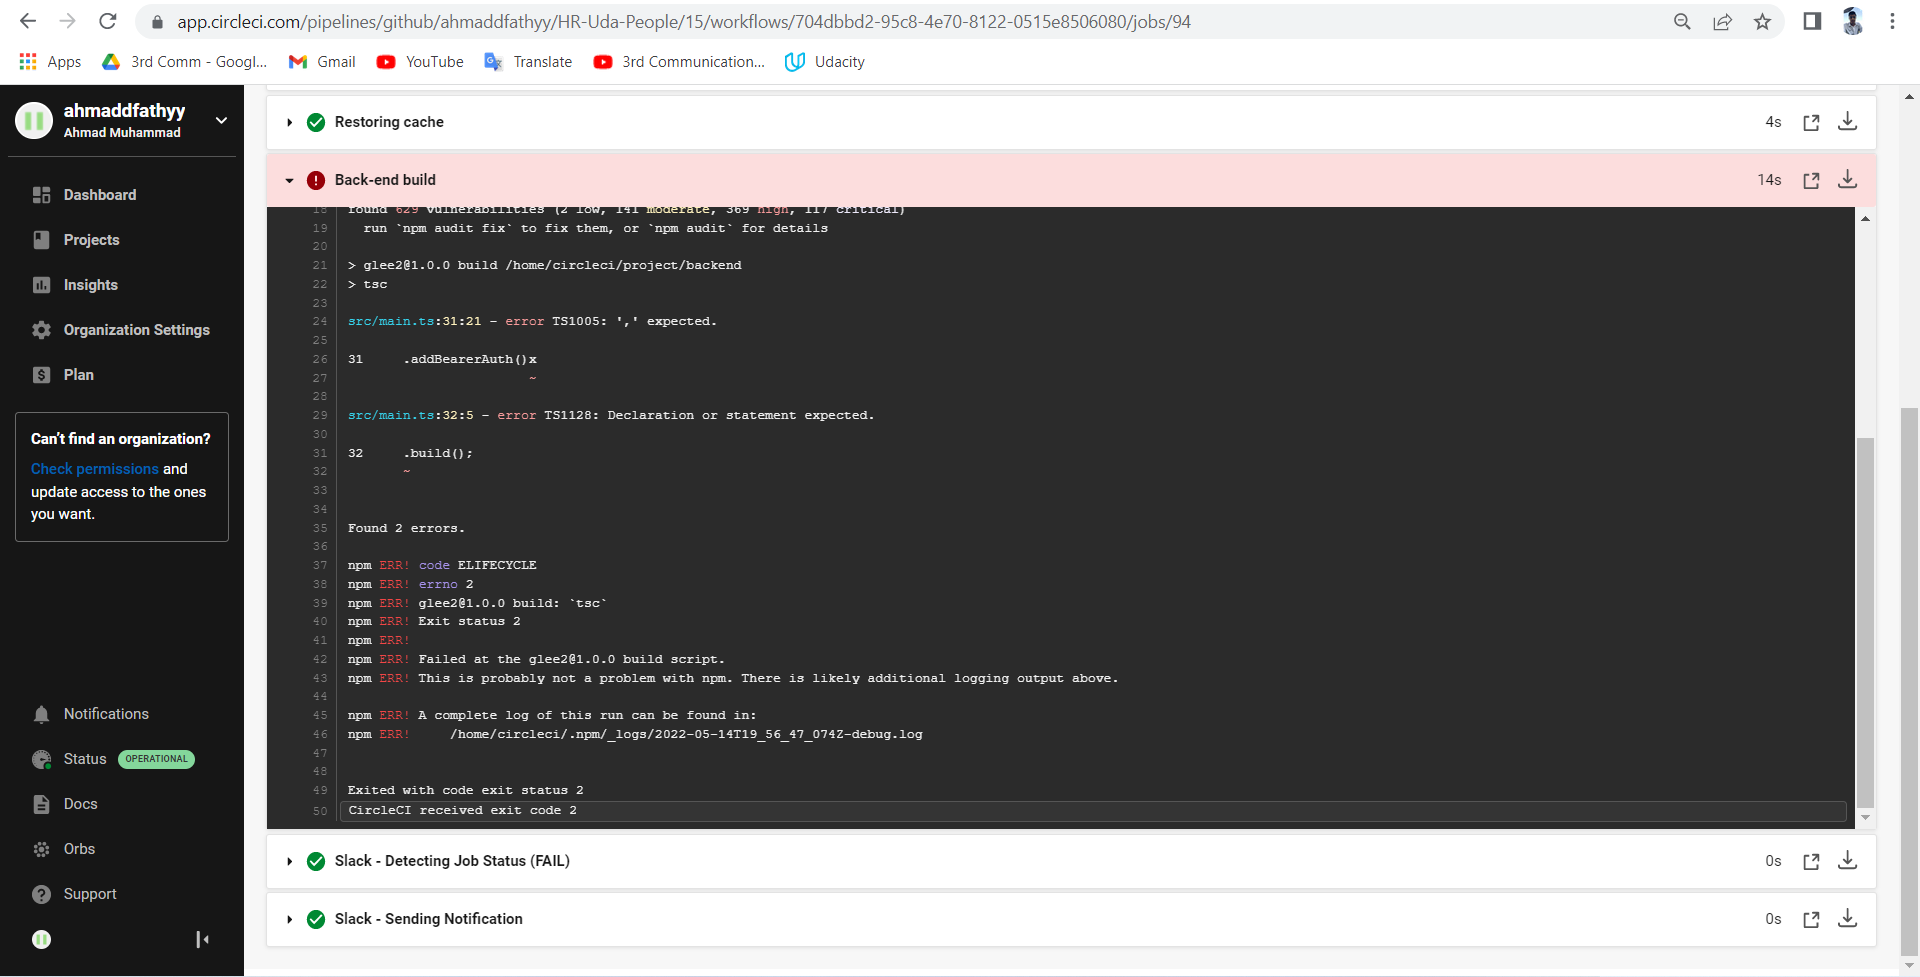 app.circleci.com/pipelines/github/ahmaddfathyy/HR-Uda-People/15/workflows/704dbbd2-95c8-4e70-8122-0515e8506080/jobs/94
Apps
3rd Comm - Googl...
Gmail
YouTube
Translate
3rd Communication...
Udacity
ahmaddfathyy
Ahmad Muhammad
Dashboard
Projects
Insights
Organization Settings
Plan
Can't find an organization?
Check permissions and
update access to the ones
you want.
Notifications
Status OPERATIONAL
Docs
Orbs
Support
Restoring cache 4s
Back-end build 14s
18 found 629 vulnerabilities (2 low, 141 moderate, 369 high, 117 critical)
19 run `npm audit fix` to fix them, or `npm audit` for details
20
21 > glee2@1.0.0 build /home/circleci/project/backend
22 > tsc
23
24 src/main.ts:31:21 - error TS1005: ',' expected.
25
26 31 .addBearerAuth()x
27 ~
28
29 src/main.ts:32:5 - error TS1128: Declaration or statement expected.
30
31 32 .build();
32 ~
33
34
35 Found 2 errors.
36
37 npm ERR! code ELIFECYCLE
38 npm ERR! errno 2
39 npm ERR! glee2@1.0.0 build: `tsc`
40 npm ERR! Exit status 2
41 npm ERR!
42 npm ERR! Failed at the glee2@1.0.0 build script.
43 npm ERR! This is probably not a problem with npm. There is likely additional logging output above.
44
45 npm ERR! A complete log of this run can be found in:
46 npm ERR! /home/circleci/.npm/_logs/2022-05-14T19_56_47_074Z-debug.log
47
48
49 Exited with code exit status 2
50 CircleCI received exit code 2
Slack - Detecting Job Status (FAIL) 0s
Slack - Sending Notification 0s